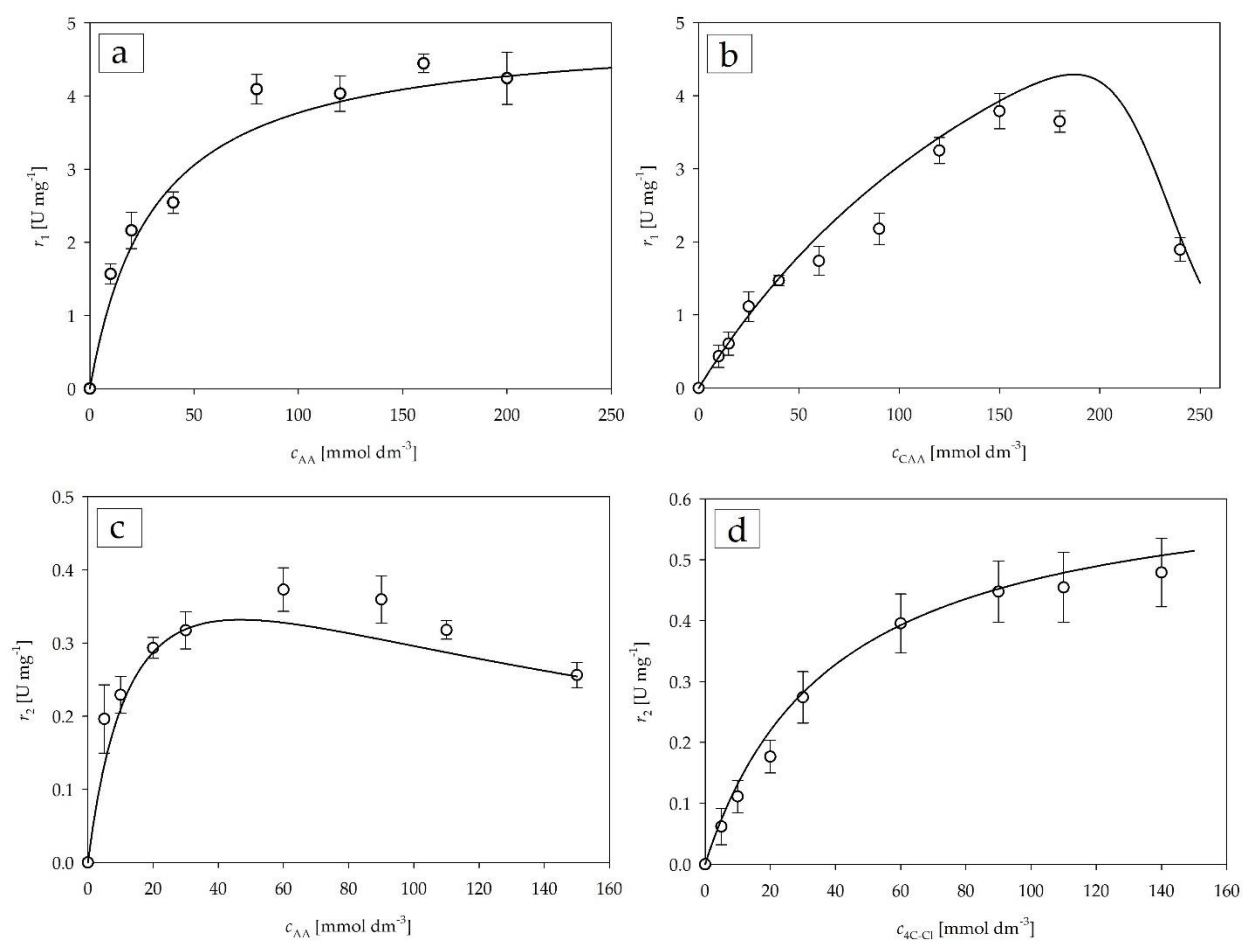 a
5
4
3
2
1
0
r₁ [U mg⁻¹]
0 50 100 150 200 250
c_AA [mmol dm⁻³]
b
5
4
3
2
1
0
r₁ [U mg⁻¹]
0 50 100 150 200 250
c_CAA [mmol dm⁻³]
c
0.5
0.4
0.3
0.2
0.1
0.0
r₂ [U mg⁻¹]
0 20 40 60 80 100 120 140 160
c_AA [mmol dm⁻³]
d
0.6
0.5
0.4
0.3
0.2
0.1
0.0
r₂ [U mg⁻¹]
0 20 40 60 80 100 120 140 160
c_4C-Cl [mmol dm⁻³]